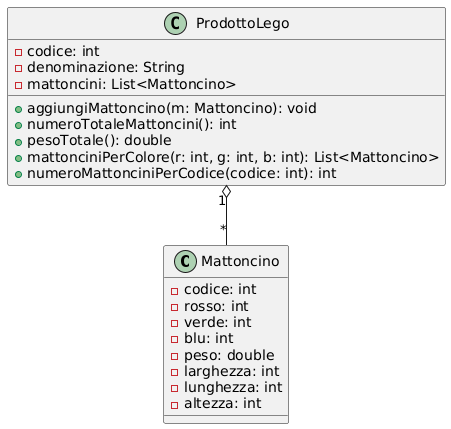 C ProdottoLego
codice: int
denominazione: String
mattoncini: List<Mattoncino>
aggiungiMattoncino(m: Mattoncino): void
numeroTotaleMattoncini(): int
pesoTotale(): double
mattonciniPerColore(r: int, g: int, b: int): List<Mattoncino>
numeroMattonciniPerCodice(codice: int): int
1
*
C Mattoncino
codice: int
rosso: int
verde: int
blu: int
peso: double
larghezza: int
lunghezza: int
altezza: int